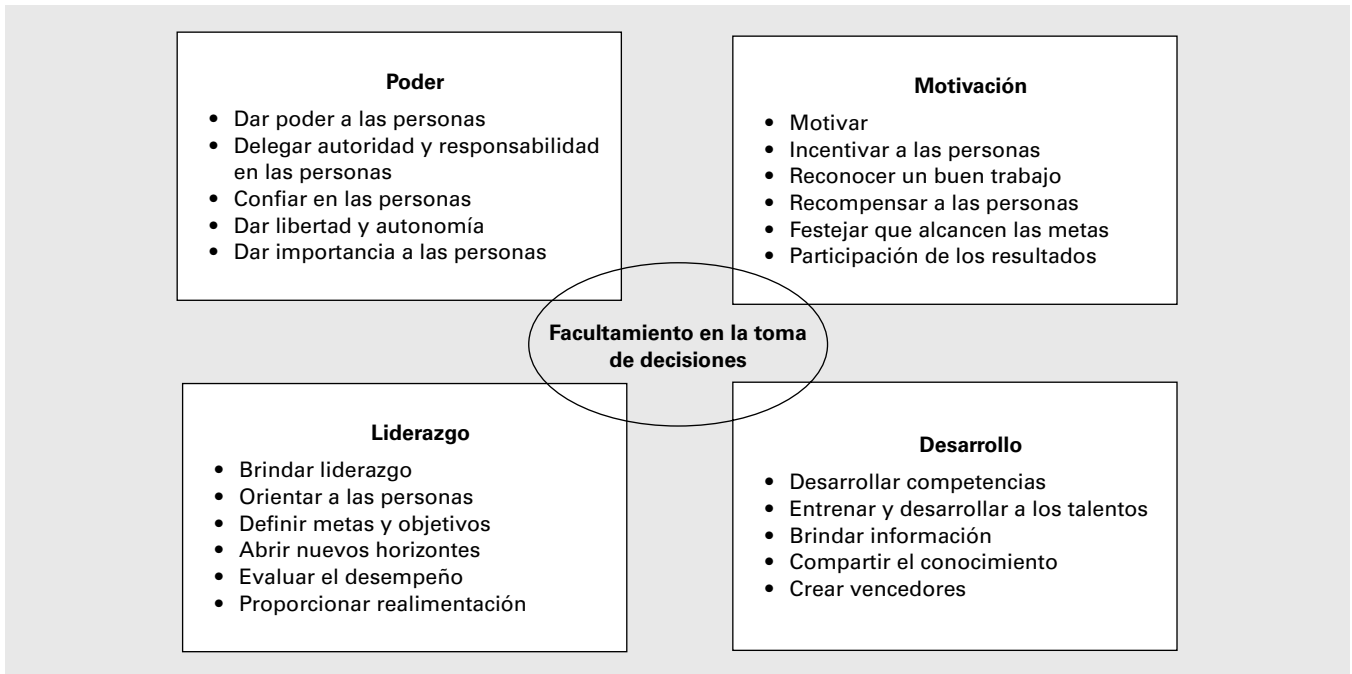 Poder
• Dar poder a las personas
• Delegar autoridad y responsabilidad
en las personas
• Confiar en las personas
• Dar libertad y autonomía
• Dar importancia a las personas
Motivación
• Motivar
• Incentivar a las personas
• Reconocer un buen trabajo
• Recompensar a las personas
• Festejar que alcancen las metas
• Participación de los resultados
Facultamiento en la toma
de decisiones
Liderazgo
• Brindar liderazgo
• Orientar a las personas
• Definir metas y objetivos
• Abrir nuevos horizontes
• Evaluar el desempeño
• Proporcionar realimentación
Desarrollo
• Desarrollar competencias
• Entrenar y desarrollar a los talentos
• Brindar información
• Compartir el conocimiento
• Crear vencedores